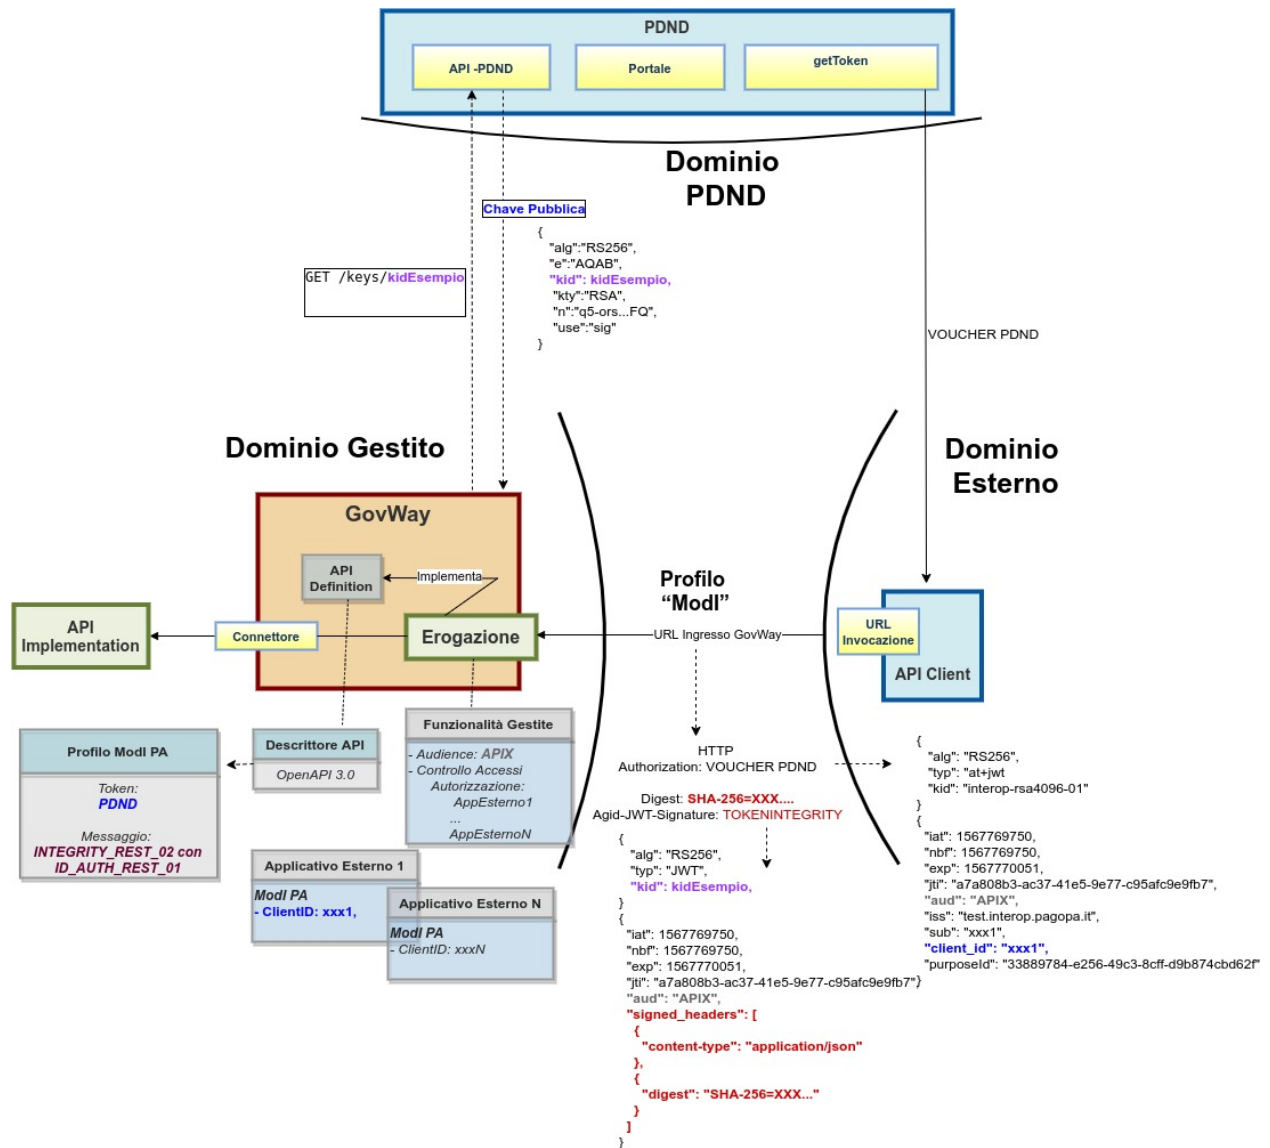 PDND
API -PDND
Portale
getToken
Dominio
PDND
Chave Pubblica
{
"alg":"RS256",
"e":"AQAB",
"kid": kidEsempio,
"kty":"RSA",
"n":"q5-ors...FQ",
"use":"sig"
}
GET /keys/kidEsempio
VOUCHER PDND
Dominio Gestito
Dominio
Esterno
GovWay
API
Definition
Implementa
API
Implementation
Connettore
Erogazione
Profilo
“ModI”
URL Ingresso GovWay
URL
Invocazione
API Client
Profilo ModI PA
Token:
PDND
Messaggio:
INTEGRITY_REST_02 con
ID_AUTH_REST_01
Descrittore API
OpenAPI 3.0
Funzionalità Gestite
- Audience: APIX
- Controllo Accessi
Autorizzazione:
AppEsterno1
...
AppEsternoN
Applicativo Esterno 1
ModI PA
- ClientID: xxx1,
Applicativo Esterno N
ModI PA
- ClientID: xxxN
HTTP
Authorization: VOUCHER PDND
Digest: SHA-256=XXX....
Agid-JWT-Signature: TOKENINTEGRITY
{
"alg": "RS256",
"typ": "JWT",
"kid": kidEsempio,
}
{
"iat": 1567769750,
"nbf": 1567769750,
"exp": 1567770051,
"jti": "a7a808b3-ac37-41e5-9e77-c95afc9e9fb7",
"aud": "APIX",
"signed_headers": [
{
"content-type": "application/json"
},
{
"digest": "SHA-256=XXX..."
}
]
}
{
"alg": "RS256",
"typ": "at+jwt
"kid": "interop-rsa4096-01"
}
{
"iat": 1567769750,
"nbf": 1567769750,
"exp": 1567770051,
"jti": "a7a808b3-ac37-41e5-9e77-c95afc9e9fb7",
"aud": "APIX",
"iss": "test.interop.pagopa.it",
"sub": "xxx1",
"client_id": "xxx1",
"purposeId": "33889784-e256-49c3-8cff-d9b874cbd62f"
}